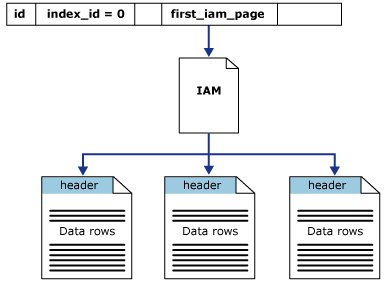 id index_id = 0 first_iam_page
IAM
header header header
Data rows Data rows Data rows